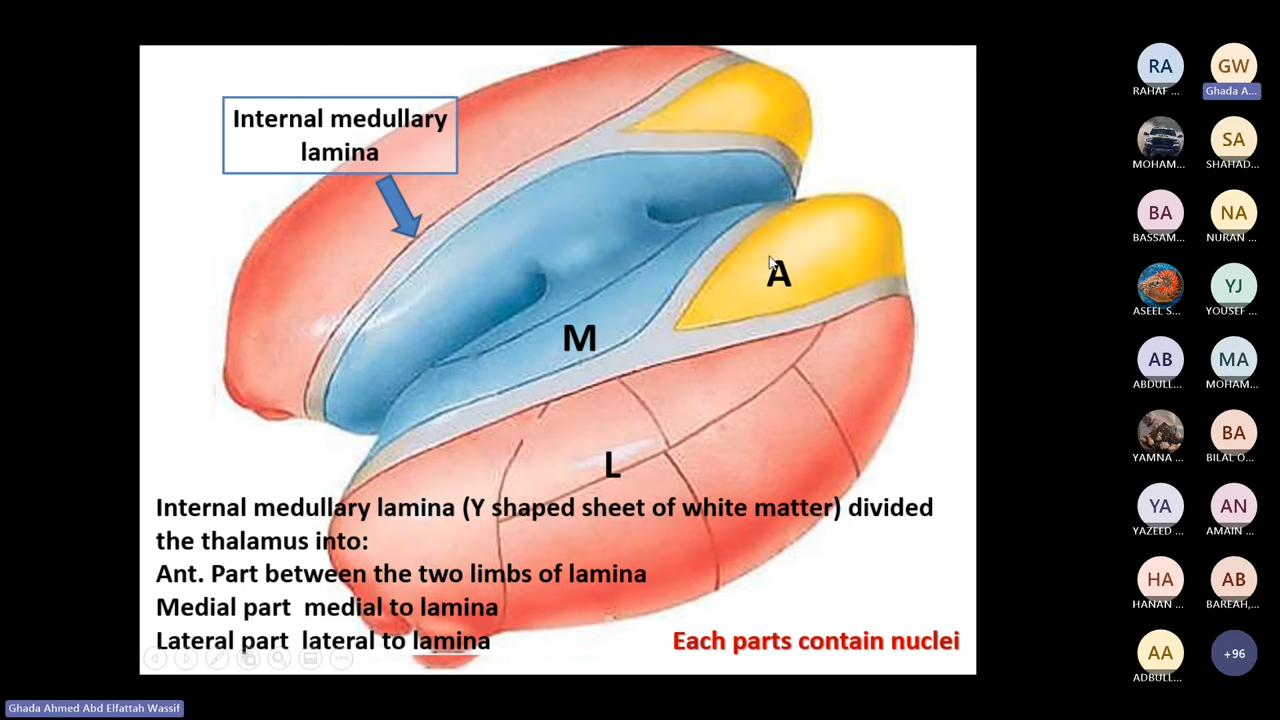 Internal medullary
lamina
A
M
L
Internal medullary lamina (Y shaped sheet of white matter) divided
the thalamus into:
Ant. Part between the two limbs of lamina
Medial part  medial to lamina
Lateral part  lateral to lamina
Each parts contain nuclei
RA
RAHAF ...
GW
Ghada A...
MOHAM...
SA
SHAHAD...
BA
BASSAM...
NA
NURAN ...
ASEEL S...
YJ
YOUSEF ...
AB
ABDULL...
MA
MOHAM...
YAMNA ...
BA
BILAL O...
YA
YAZEED ...
AN
AMAIN ...
HA
HANAN ...
AB
BAREAH,...
AA
ADBULL...
+96
Ghada Ahmed Abd Elfattah Wassif